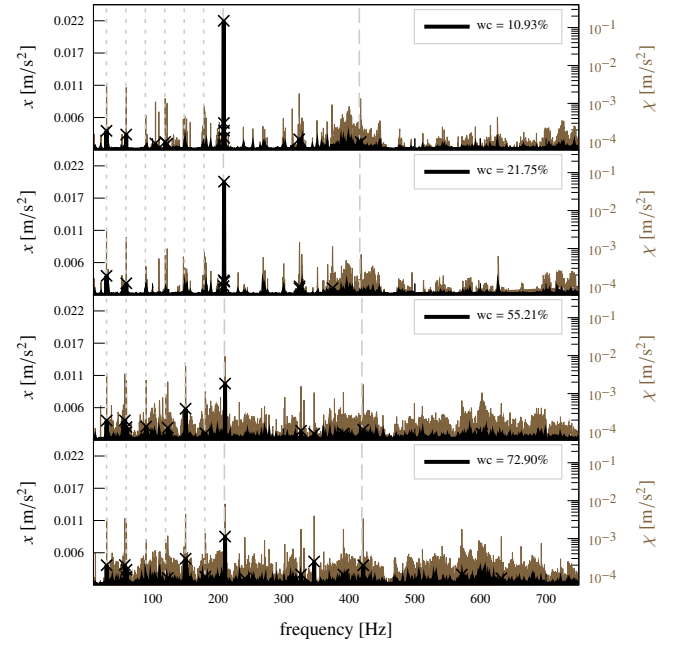 0.022
0.017
0.011
0.006
x [m/s²]
wc = 10.93%
10⁻¹
10⁻²
10⁻³
10⁻⁴
χ [m/s²]
0.022
0.017
0.011
0.006
x [m/s²]
wc = 21.75%
10⁻¹
10⁻²
10⁻³
10⁻⁴
χ [m/s²]
0.022
0.017
0.011
0.006
x [m/s²]
wc = 55.21%
10⁻¹
10⁻²
10⁻³
10⁻⁴
χ [m/s²]
0.022
0.017
0.011
0.006
x [m/s²]
wc = 72.90%
10⁻¹
10⁻²
10⁻³
10⁻⁴
χ [m/s²]
100 200 300 400 500 600 700
frequency [Hz]